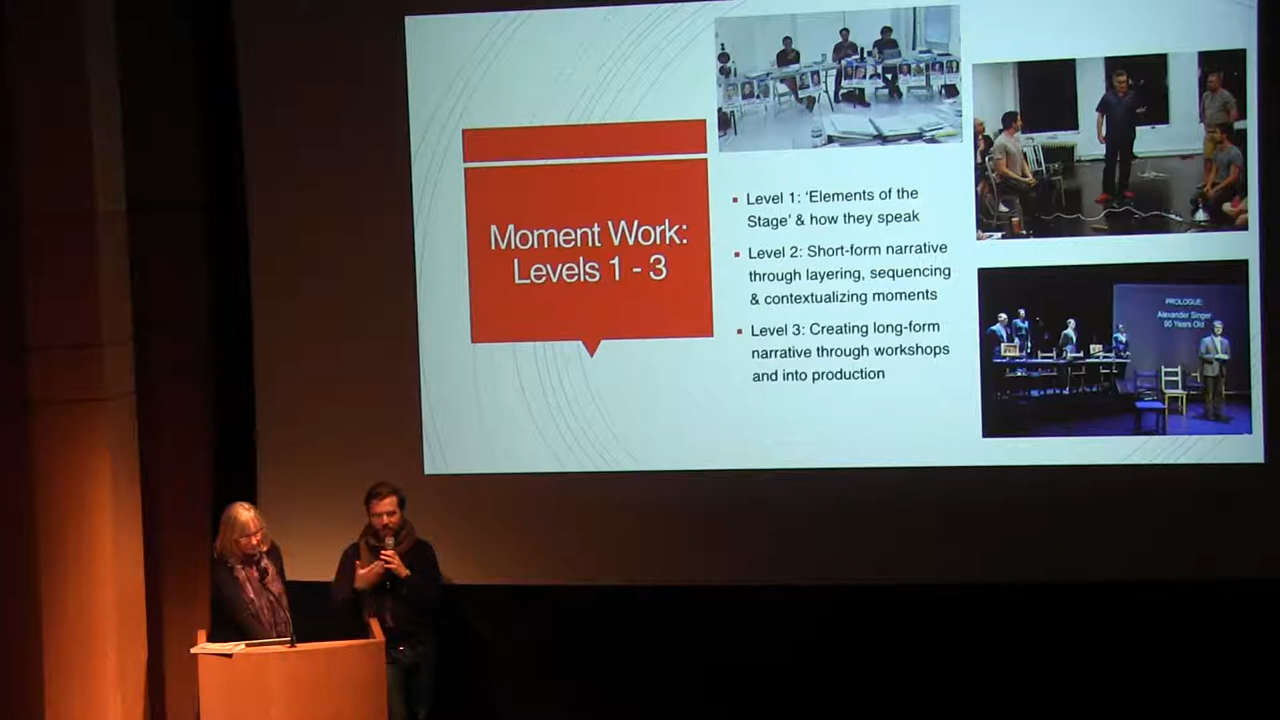 Moment Work:
Levels 1 - 3
▪ Level 1: ‘Elements of the
Stage’ & how they speak
▪ Level 2: Short-form narrative
through layering, sequencing
& contextualizing moments
▪ Level 3: Creating long-form
narrative through workshops
and into production
PROLOGUE:
Alexander Singer
90 Years Old